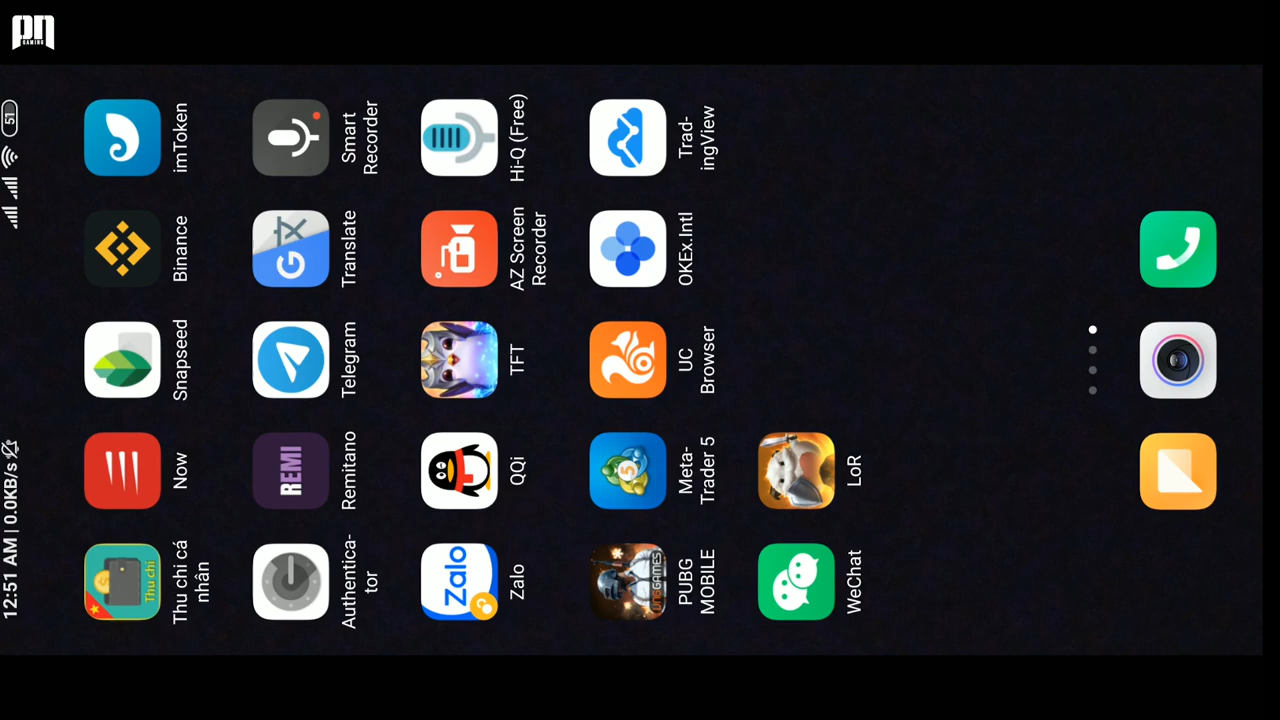 PN
GAMING
12:51 AM | 0.0KB/s
51
Thu chi
Thu chi cá
nhân
Now
Snapseed
Binance
imToken
Authentica-
tor
REMI
Remitano
Telegram
G
Translate
Smart
Recorder
Zalo
Zalo
QQi
TFT
AZ Screen
Recorder
Hi-Q (Free)
PUBG
MOBILE
5
Meta-
Trader 5
UC
Browser
OKEx.Intl
Trad-
ingView
WeChat
LoR